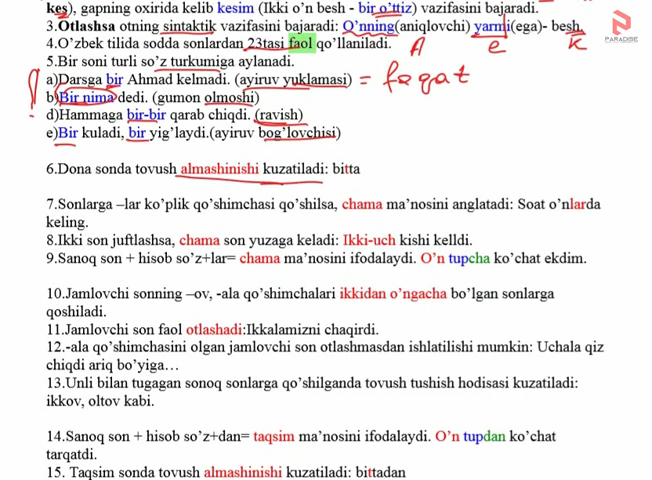 kes), gapning oxirida kelib kesim (Ikki o'n besh - bir o'ttiz) vazifasini bajaradi.
3.Otlashsa otning sintaktik vazifasini bajaradi: O'nning(aniqlovchi) yarmi(ega)- besh.
A e k
4.O'zbek tilida sodda sonlardan 23tasi faol qo'llaniladi.
5.Bir soni turli so'z turkumiga aylanadi.
a)Darsga bir Ahmad kelmadi. (ayiruv yuklamasi) = faqat
b)Bir nima dedi. (gumon olmoshi)
d)Hammaga bir-bir qarab chiqdi. (ravish)
e)Bir kuladi, bir yig'laydi.(ayiruv bog'lovchisi)
6.Dona sonda tovush almashinishi kuzatiladi: bitta
7.Sonlarga –lar ko'plik qo'shimchasi qo'shilsa, chama ma'nosini anglatadi: Soat o'nlarda
keling.
8.Ikki son juftlashsa, chama son yuzaga keladi: Ikki-uch kishi kelldi.
9.Sanoq son + hisob so'z+lar= chama ma'nosini ifodalaydi. O'n tupcha ko'chat ekdim.
10.Jamlovchi sonning –ov, -ala qo'shimchalari ikkidan o'ngacha bo'lgan sonlarga
qoshiladi.
11.Jamlovchi son faol otlashadi:Ikkalamizni chaqirdi.
12.-ala qo'shimchasini olgan jamlovchi son otlashmasdan ishlatilishi mumkin: Uchala qiz
chiqdi ariq bo'yiga…
13.Unli bilan tugagan sonoq sonlarga qo'shilganda tovush tushish hodisasi kuzatiladi:
ikkov, oltov kabi.
14.Sanoq son + hisob so'z+dan= taqsim ma'nosini ifodalaydi. O'n tupdan ko'chat
tarqatdi.
15. Taqsim sonda tovush almashinishi kuzatiladi: bittadan
PARADISE